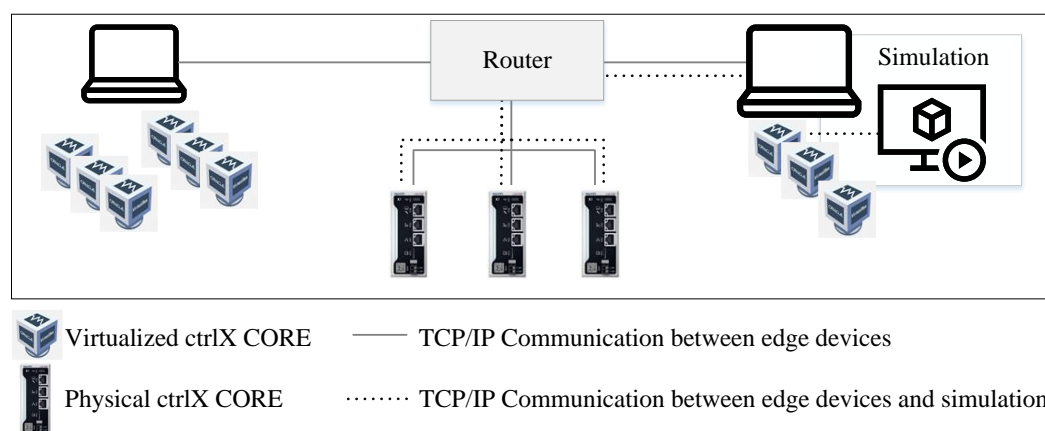 Router
Simulation
Virtualized ctrlX CORE
TCP/IP Communication between edge devices
Physical ctrlX CORE
TCP/IP Communication between edge devices and simulation